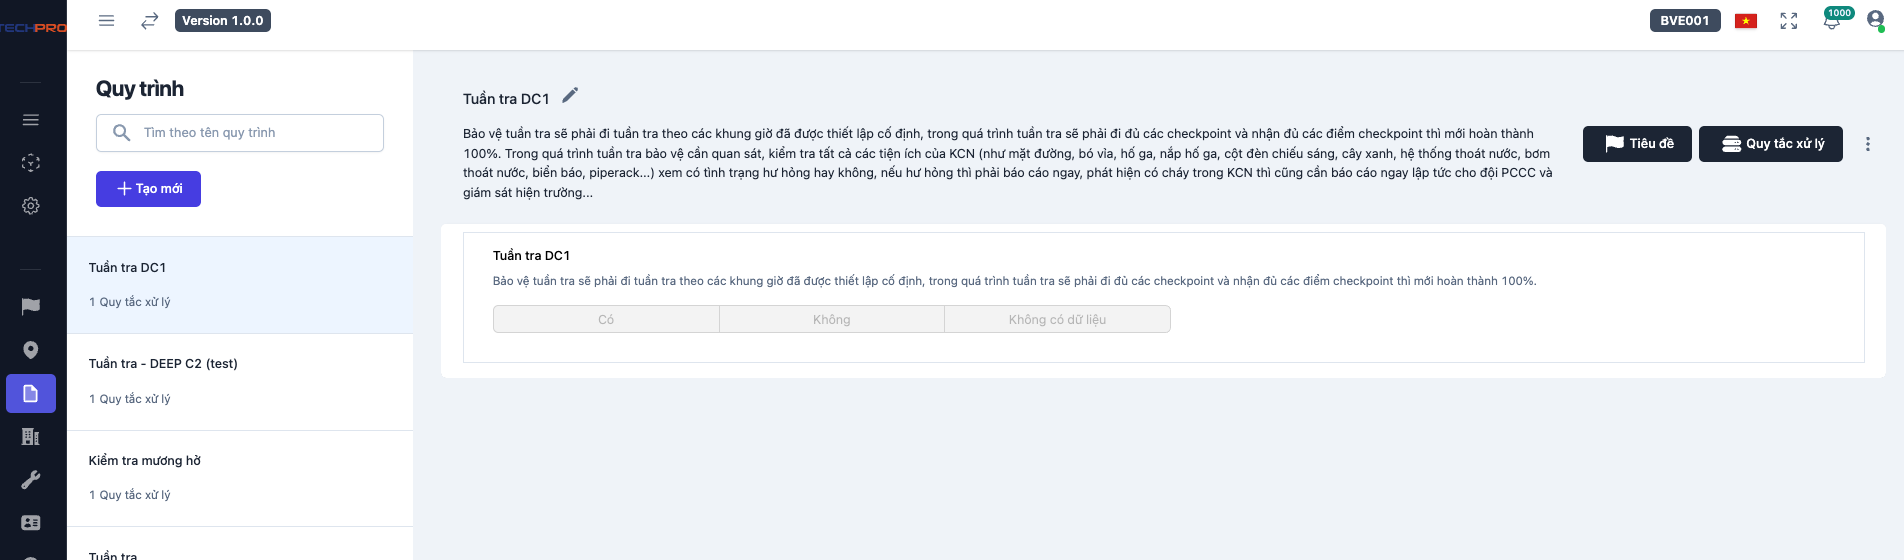 TECHPRO
Version 1.0.0
BVE001
1000
Quy trình
Tìm theo tên quy trình
Tạo mới
Tuần tra DC1
1 Quy tắc xử lý
Tuần tra - DEEP C2 (test)
1 Quy tắc xử lý
Kiểm tra mương hở
1 Quy tắc xử lý
Tuần tra
Tuần tra DC1
Bảo vệ tuần tra sẽ phải đi tuần tra theo các khung giờ đã được thiết lập cố định, trong quá trình tuần tra sẽ phải đi đủ các checkpoint và nhận đủ các điểm checkpoint thì mới hoàn thành
100%. Trong quá trình tuần tra bảo vệ cần quan sát, kiểm tra tất cả các tiện ích của KCN (như mặt đường, bó vỉa, hố ga, nắp hố ga, cột đèn chiếu sáng, cây xanh, hệ thống thoát nước, bơm
thoát nước, biển báo, piperack...) xem có tình trạng hư hỏng hay không, nếu hư hỏng thì phải báo cáo ngay, phát hiện có cháy trong KCN thì cũng cần báo cáo ngay lập tức cho đội PCCC và
giám sát hiện trường...
Tiêu đề
Quy tắc xử lý
Tuần tra DC1
Bảo vệ tuần tra sẽ phải đi tuần tra theo các khung giờ đã được thiết lập cố định, trong quá trình tuần tra sẽ phải đi đủ các checkpoint và nhận đủ các điểm checkpoint thì mới hoàn thành 100%.
Có
Không
Không có dữ liệu